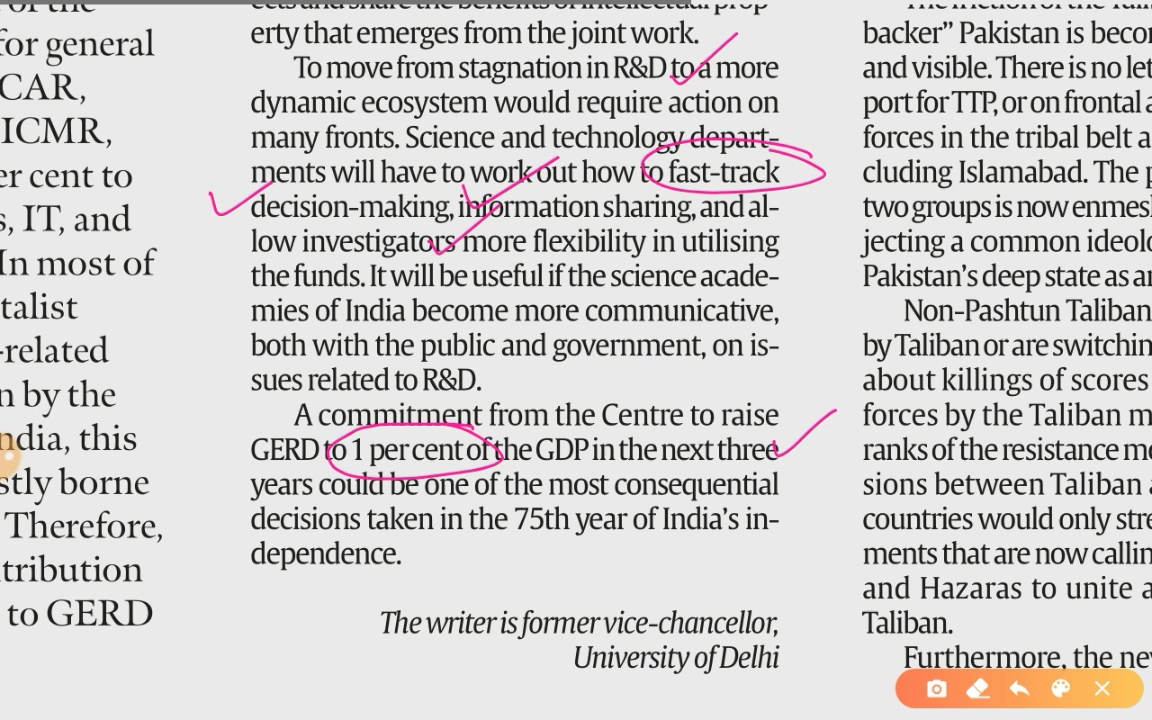 for general
CAR,
ICMR,
er cent to
s, IT, and
In most of
talist
-related
n by the
ndia, this
stly borne
Therefore,
tribution
to GERD
erty that emerges from the joint work.
To move from stagnation in R&D to a more
dynamic ecosystem would require action on
many fronts. Science and technology depart-
ments will have to work out how to fast-track
decision-making, information sharing, and al-
low investigators more flexibility in utilising
the funds. It will be useful if the science acade-
mies of India become more communicative,
both with the public and government, on is-
sues related to R&D.
A commitment from the Centre to raise
GERD to 1 per cent of the GDP in the next three
years could be one of the most consequential
decisions taken in the 75th year of India's in-
dependence.
The writer is former vice-chancellor,
University of Delhi
backer" Pakistan is becor
and visible. There is no let
port for TTP, or on frontal a
forces in the tribal belt a
cluding Islamabad. The p
two groups is now enmesh
jecting a common ideolo
Pakistan's deep state as an
Non-Pashtun Taliban
by Taliban or are switchin
about killings of scores
forces by the Taliban m
ranks of the resistance mo
sions between Taliban a
countries would only stre
ments that are now callin
and Hazaras to unite a
Taliban.
Furthermore, the nev